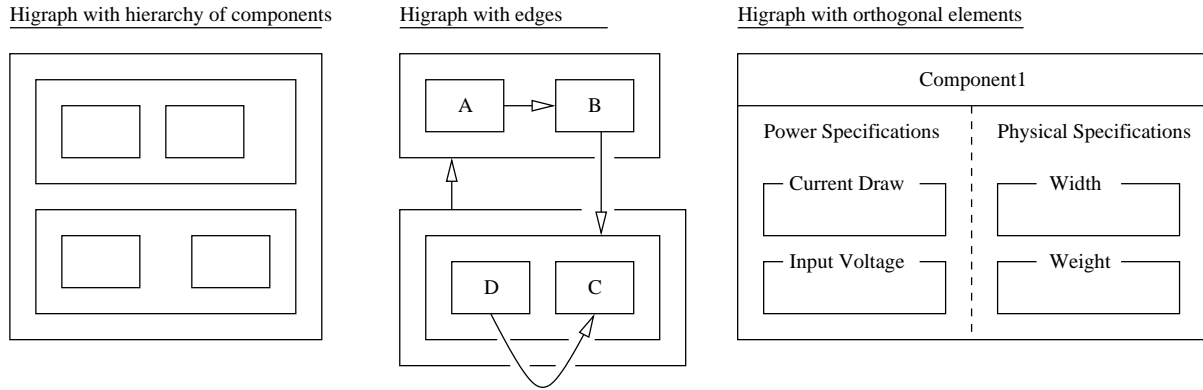 Higraph with hierarchy of components
Higraph with edges
Higraph with orthogonal elements
A
B
D
C
Component1
Power Specifications
Physical Specifications
Current Draw
Width
Input Voltage
Weight